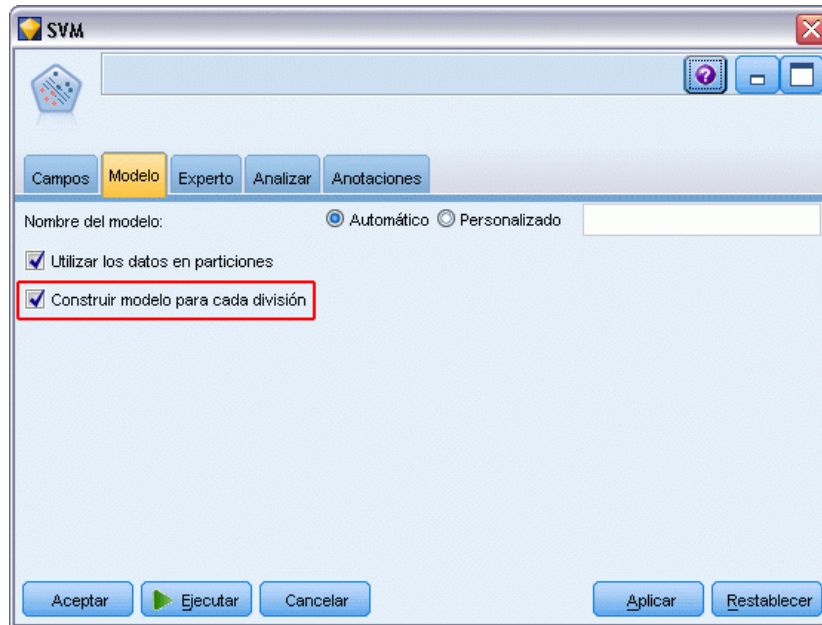 SVM
Campos Modelo Experto Analizar Anotaciones
Nombre del modelo: Automático Personalizado
Utilizar los datos en particiones
Construir modelo para cada división
Aceptar Ejecutar Cancelar Aplicar Restablecer